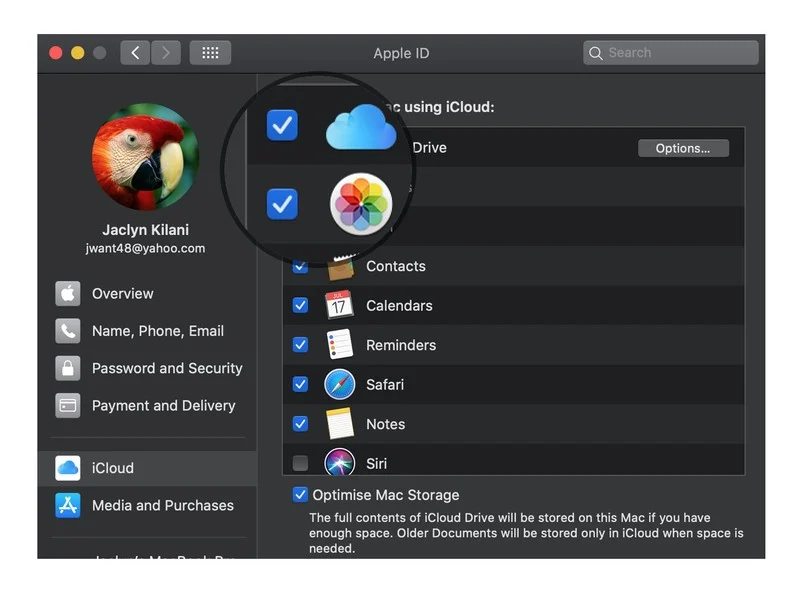 Apple ID
Search
using iCloud:
Drive
Options...
Jaclyn Kilani
jwant48@yahoo.com
Overview
Name, Phone, Email
Password and Security
Payment and Delivery
iCloud
Media and Purchases
Contacts
JUL
17
Calendars
Reminders
Safari
Notes
Siri
Optimise Mac Storage
The full contents of iCloud Drive will be stored on this Mac if you have
enough space. Older Documents will be stored only in iCloud when space is
needed.